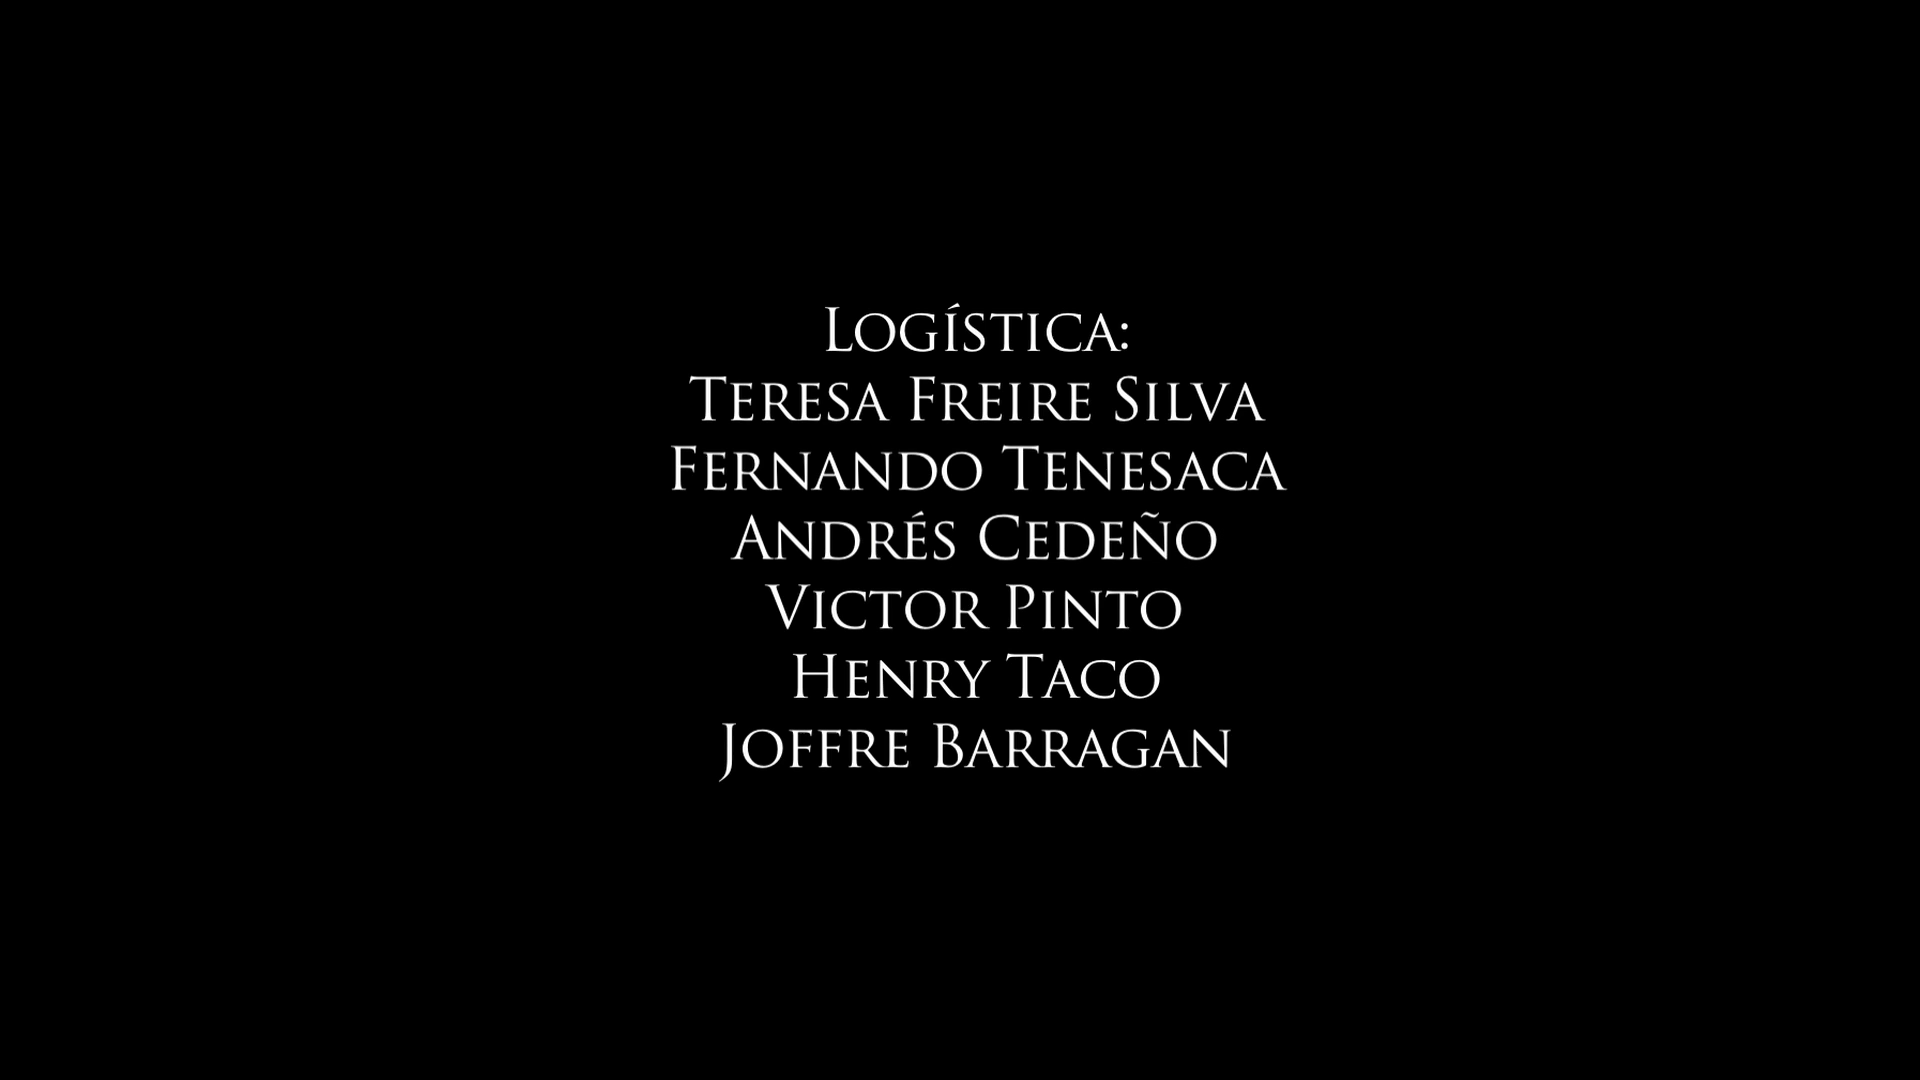 Logística:
Teresa Freire Silva
Fernando Tenesaca
Andrés Cedeño
Victor Pinto
Henry Taco
Joffre Barragan